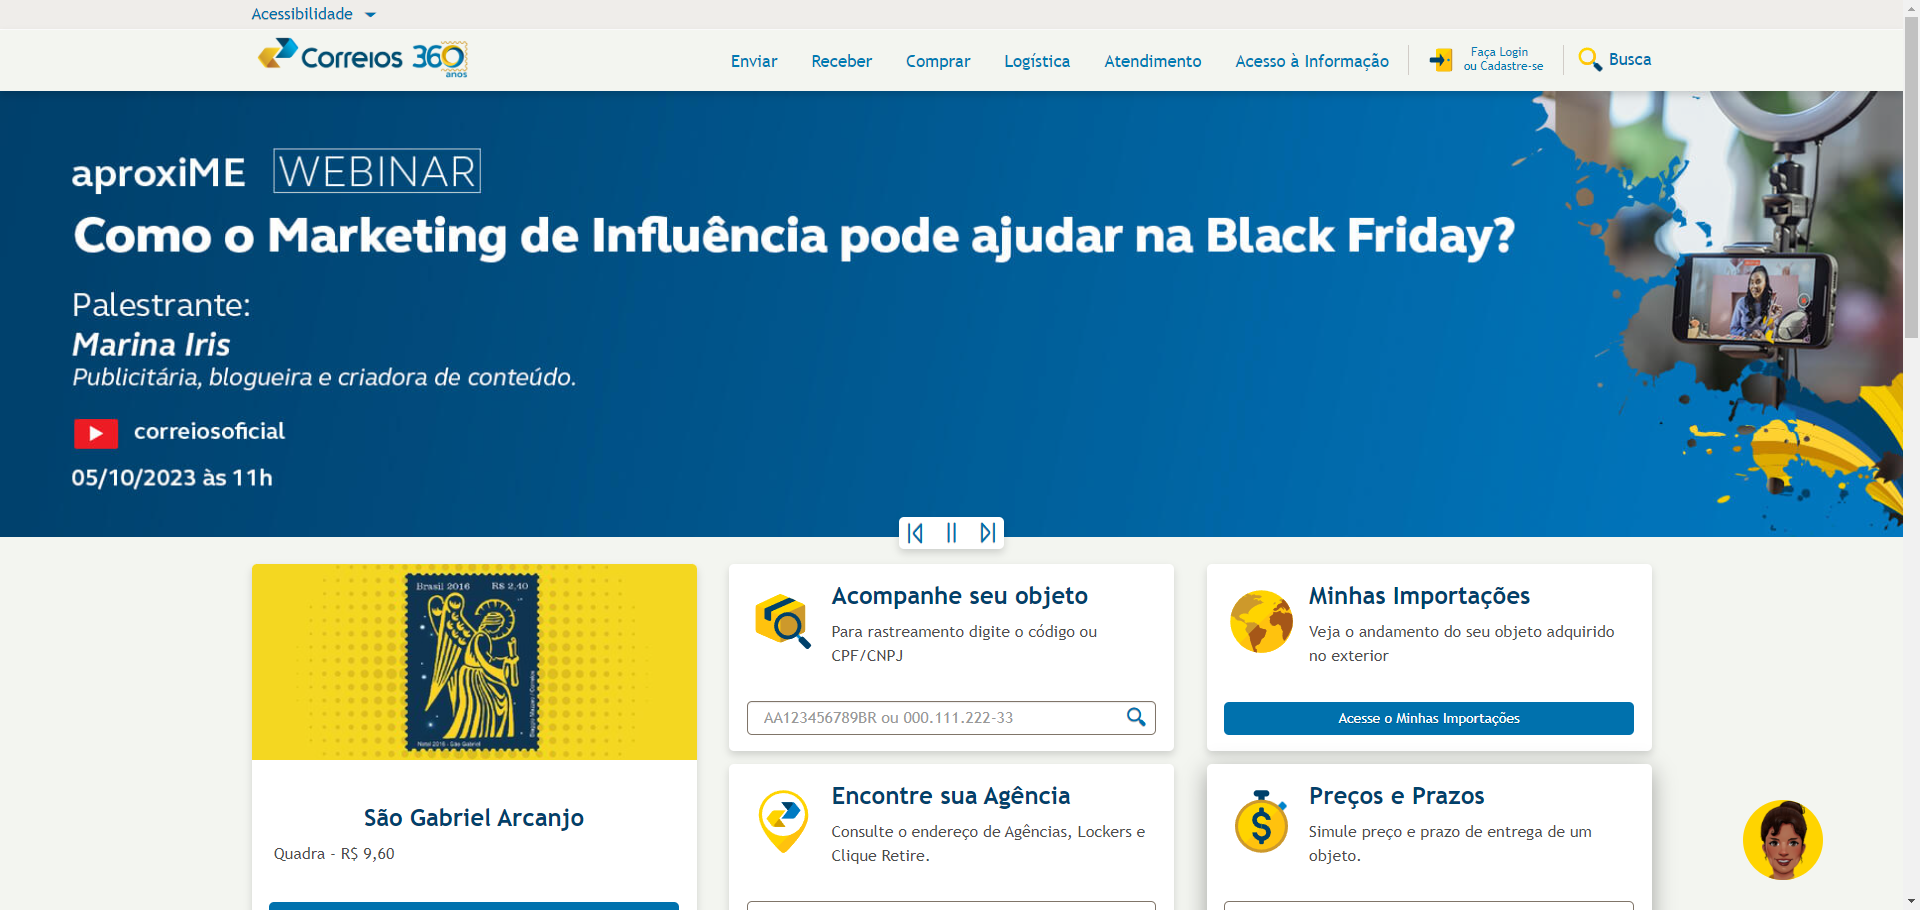 Acessibilidade
Correios 360 anos
Enviar
Receber
Comprar
Logística
Atendimento
Acesso à Informação
Faça Login
ou Cadastre-se
Busca
aproxiME WEBINAR
Como o Marketing de Influência pode ajudar na Black Friday?
Palestrante:
Marina Iris
Publicitária, blogueira e criadora de conteúdo.
correiosoficial
05/10/2023 às 11h
Brasil 2016 R$ 2,40
Natal 2016 - São Gabriel
São Gabriel Arcanjo
Quadra - R$ 9,60
Acompanhe seu objeto
Para rastreamento digite o código ou
CPF/CNPJ
AA123456789BR ou 000.111.222-33
Minhas Importações
Veja o andamento do seu objeto adquirido
no exterior
Acesse o Minhas Importações
Encontre sua Agência
Consulte o endereço de Agências, Lockers e
Clique Retire.
Preços e Prazos
Simule preço e prazo de entrega de um
objeto.